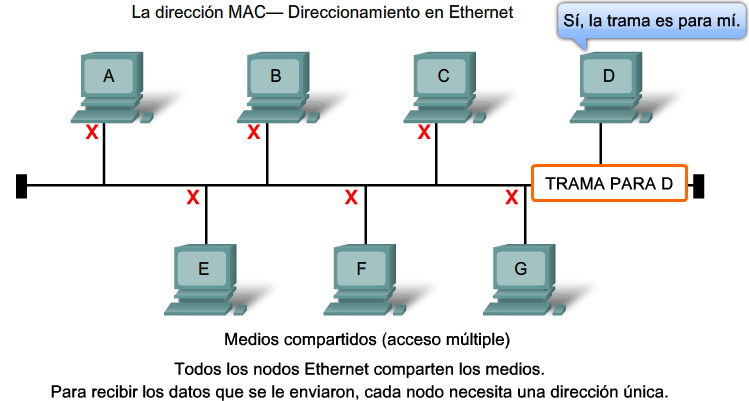 La dirección MAC— Direccionamiento en Ethernet
Sí, la trama es para mí.
A
B
C
D
X
X
X
TRAMA PARA D
X
X
X
E
F
G
Medios compartidos (acceso múltiple)
Todos los nodos Ethernet comparten los medios.
Para recibir los datos que se le enviaron, cada nodo necesita una dirección única.